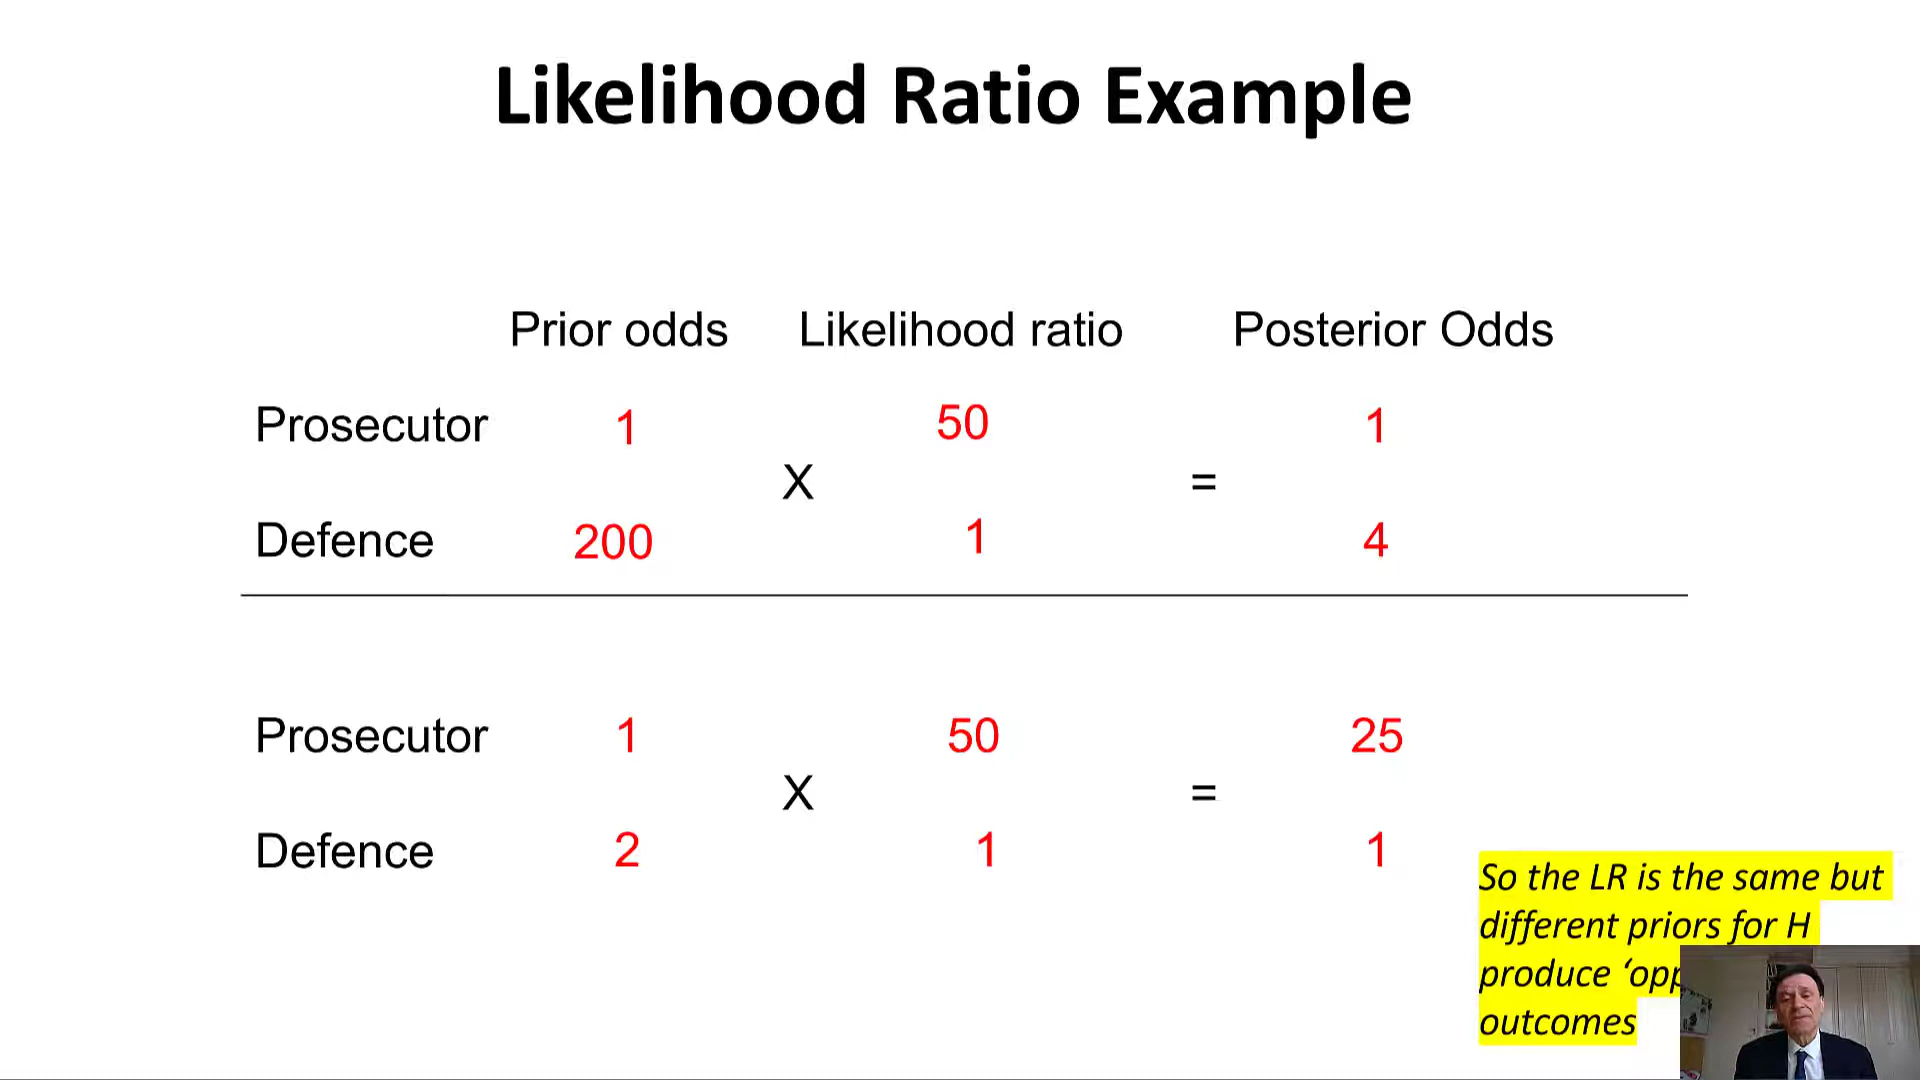 Likelihood Ratio Example
Prior odds Likelihood ratio Posterior Odds
Prosecutor 1 50 1
X =
Defence 200 1 4
Prosecutor 1 50 25
X =
Defence 2 1 1
So the LR is the same but
different priors for H
produce
outcomes